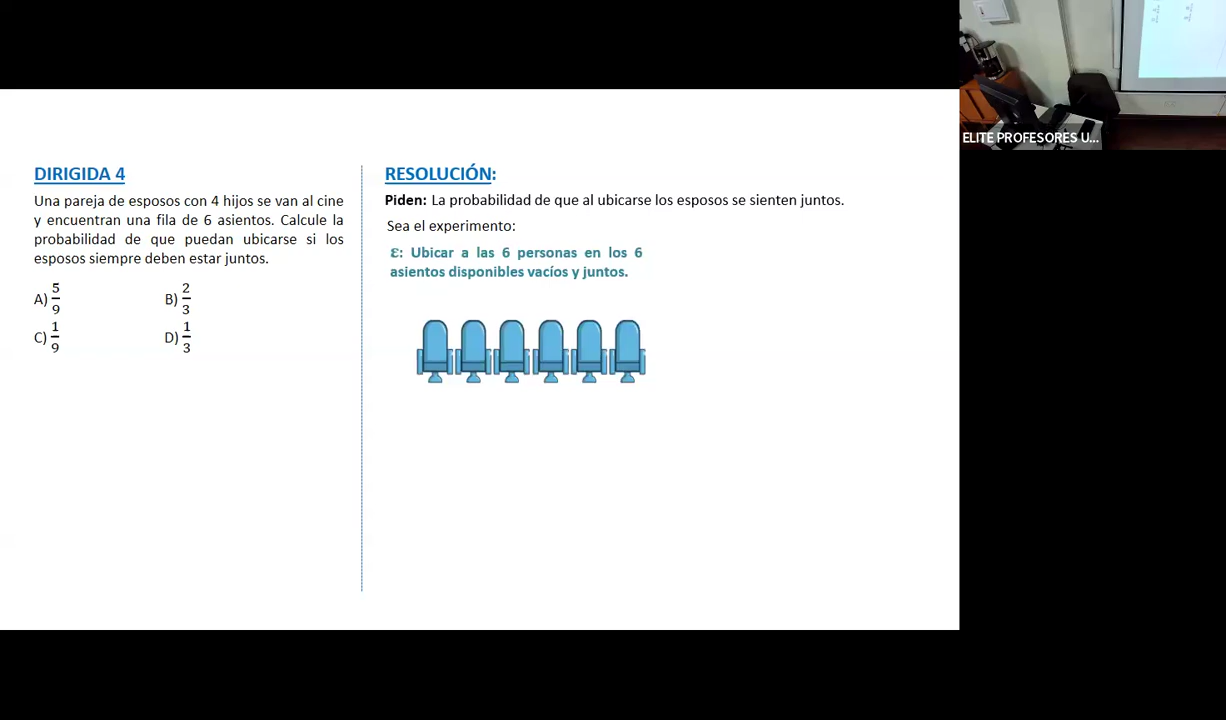 DIRIGIDA 4
Una pareja de esposos con 4 hijos se van al cine
y encuentran una fila de 6 asientos. Calcule la
probabilidad de que puedan ubicarse si los
esposos siempre deben estar juntos.
A) 5/9 B) 2/3
C) 1/9 D) 1/3
RESOLUCIÓN:
Piden: La probabilidad de que al ubicarse los esposos se sienten juntos.
Sea el experimento:
ε: Ubicar a las 6 personas en los 6
asientos disponibles vacíos y juntos.
ELITE PROFESORES U...